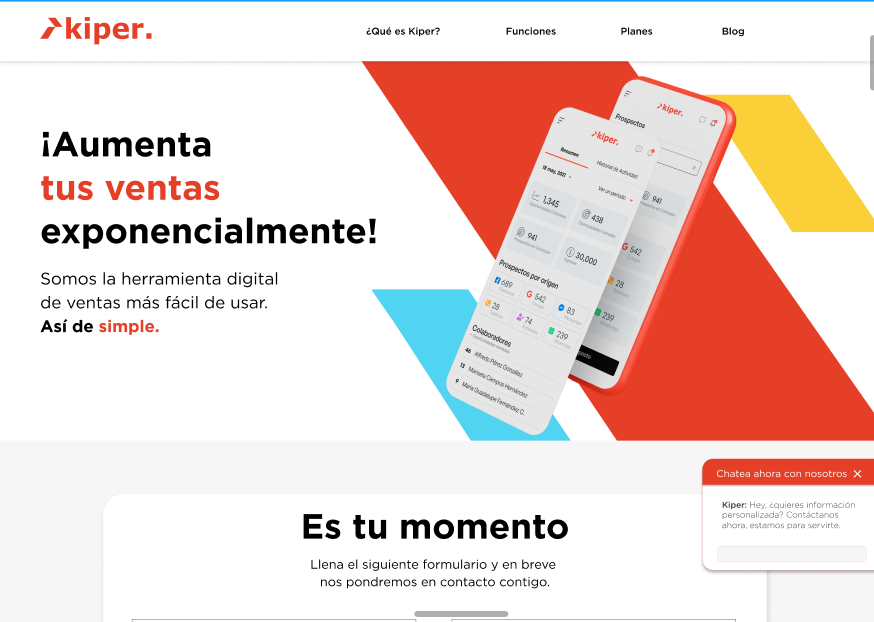 kiper.
¿Qué es Kiper?
Funciones
Planes
Blog
¡Aumenta
tus ventas
exponencialmente!
Somos la herramienta digital
de ventas más fácil de usar.
Así de simple.
kiper.
Prospectos
941
542
28
239
kiper.
Resumen
Historial de Actividad
18 may, 2021
Ver un periodo
1,345
438
941
30,000
Prospectos por origen
689
542
83
28
74
239
Colaboradores
46 Alfredo Pérez González
13 Marisela Campos Hernández
9 María Guadalupe Fernández C.
Chatea ahora con nosotros
Kiper: Hey, ¿quieres información
personalizada? Contáctanos
ahora, estamos para servirte.
Es tu momento
Llena el siguiente formulario y en breve
nos pondremos en contacto contigo.